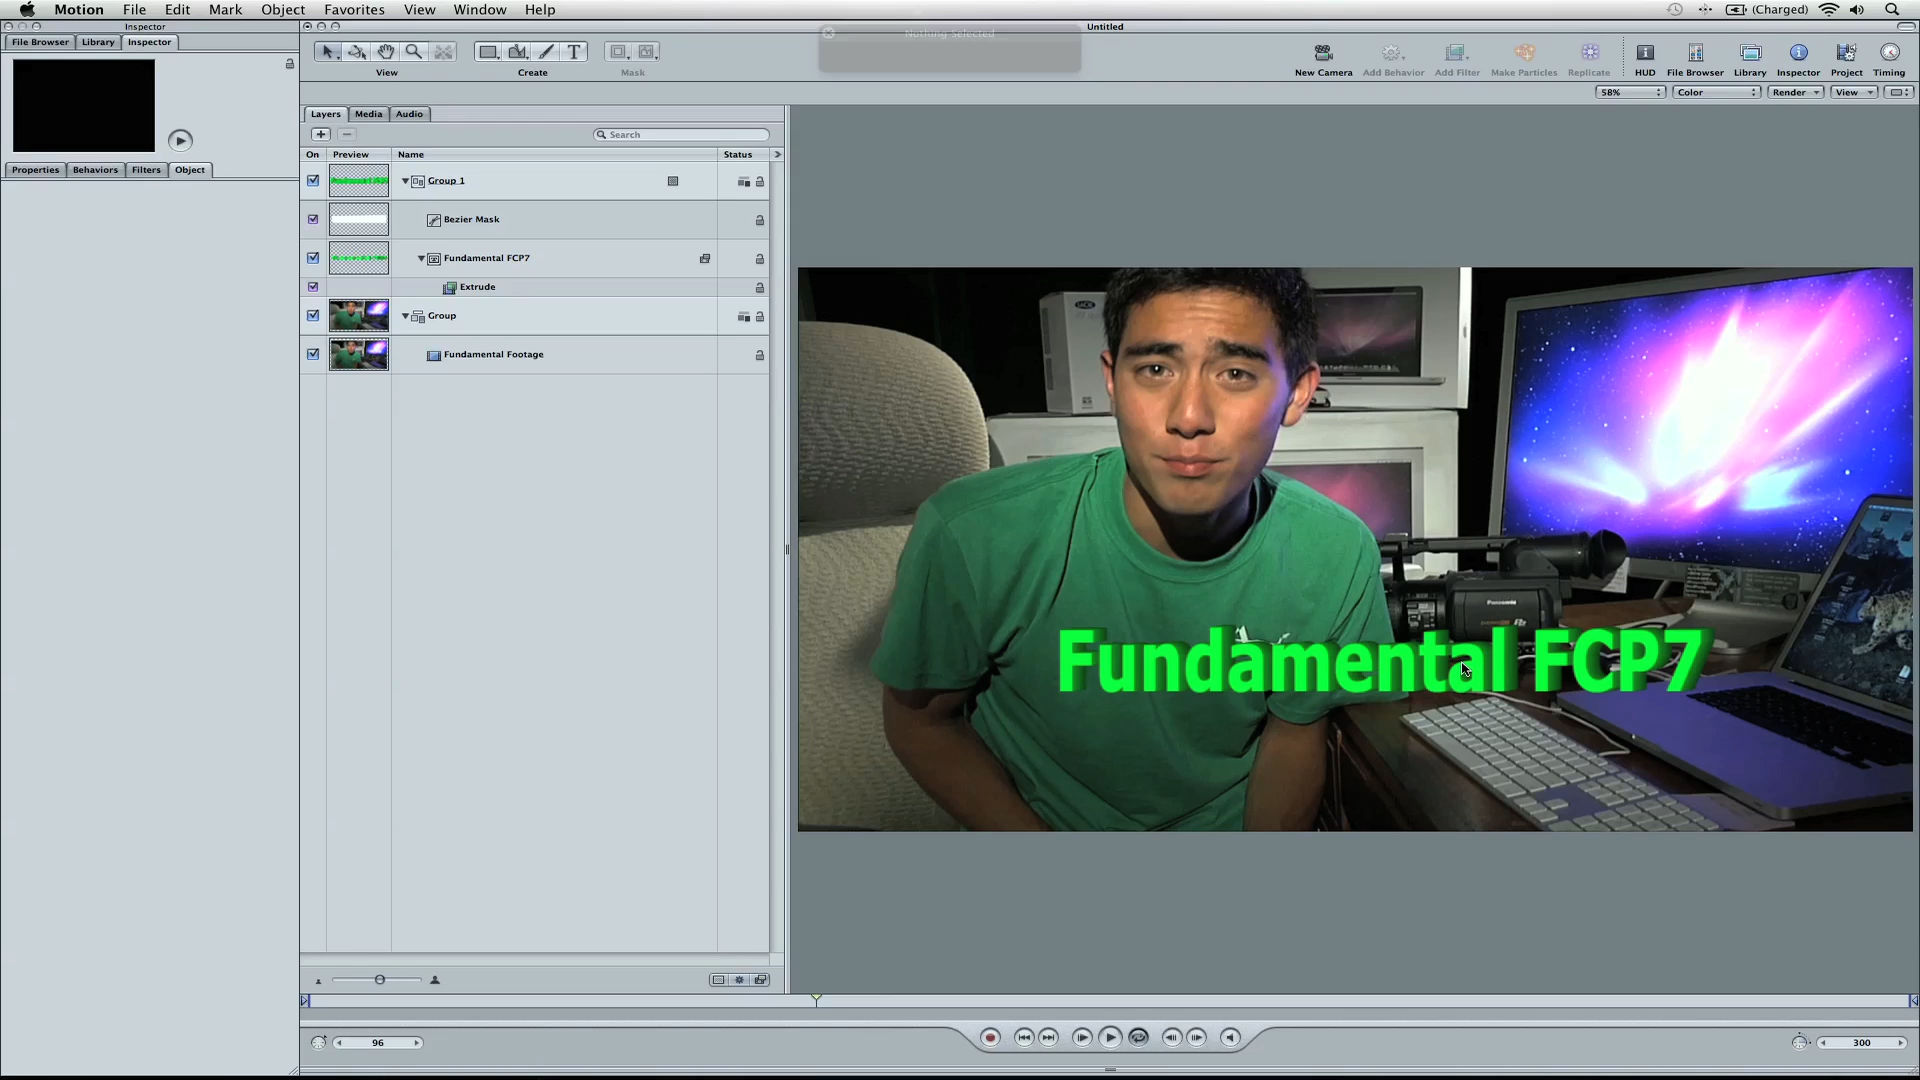 Motion File Edit Mark Object Favorites View Window Help (Charged)
Inspector Untitled
File Browser Library Inspector
Nothing Selected
View Create Mask
New Camera Add Behavior Add Filter Make Particles Replicate HUD File Browser Library Inspector Project Timing
58% Color Render View
Layers Media Audio
Search
On Preview Name Status
Properties Behaviors Filters Object
Group 1
Bezier Mask
Fundamental FCP7
Extrude
Group
Fundamental Footage
Panasonic
Fundamental FCP7
96
300